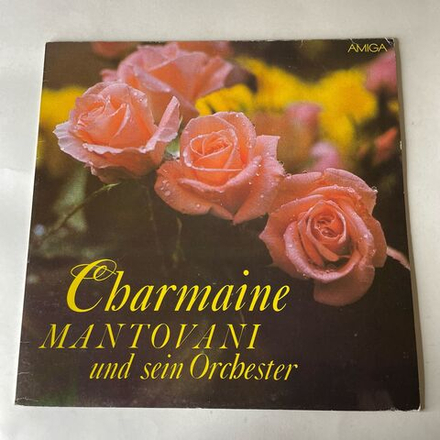 AMIGA
Charmaine
MANTOVANI
und sein Orchester